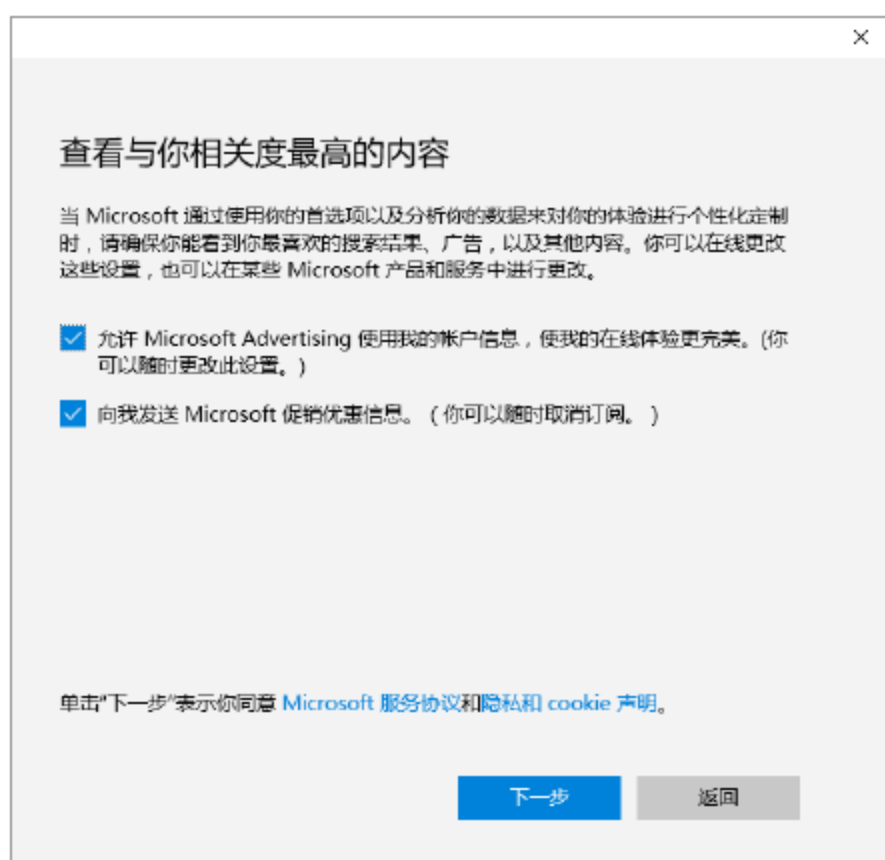 查看与你相关度最高的内容
当 Microsoft 通过使用你的首选项以及分析你的数据来对你的体验进行个性化定制
时，请确保你能看到你最喜欢的搜索结果、广告，以及其他内容。你可以在线更改
这些设置，也可以在某些 Microsoft 产品和服务中进行更改。
允许 Microsoft Advertising 使用我的帐户信息，使我的在线体验更完美。(你
可以随时更改此设置。)
向我发送 Microsoft 促销优惠信息。 (你可以随时取消订阅。 )
单击"下一步"表示你同意 Microsoft 服务协议和隐私和 cookie 声明。
下一步 返回